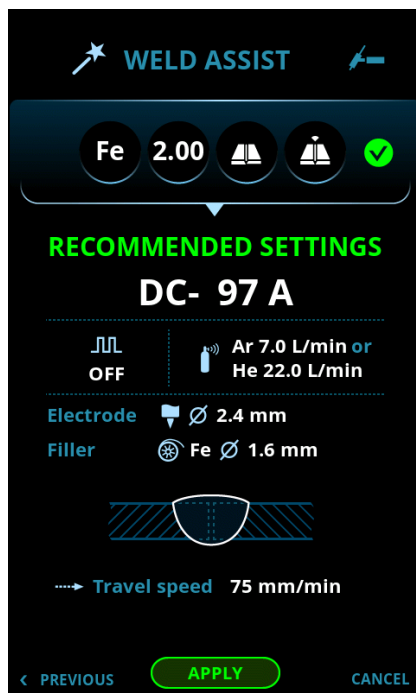 WELD ASSIST
Fe 2.00
RECOMMENDED SETTINGS
DC- 97 A
OFF
Ar 7.0 L/min or
He 22.0 L/min
Electrode Ø 2.4 mm
Filler Fe Ø 1.6 mm
Travel speed 75 mm/min
‹ PREVIOUS
APPLY
CANCEL